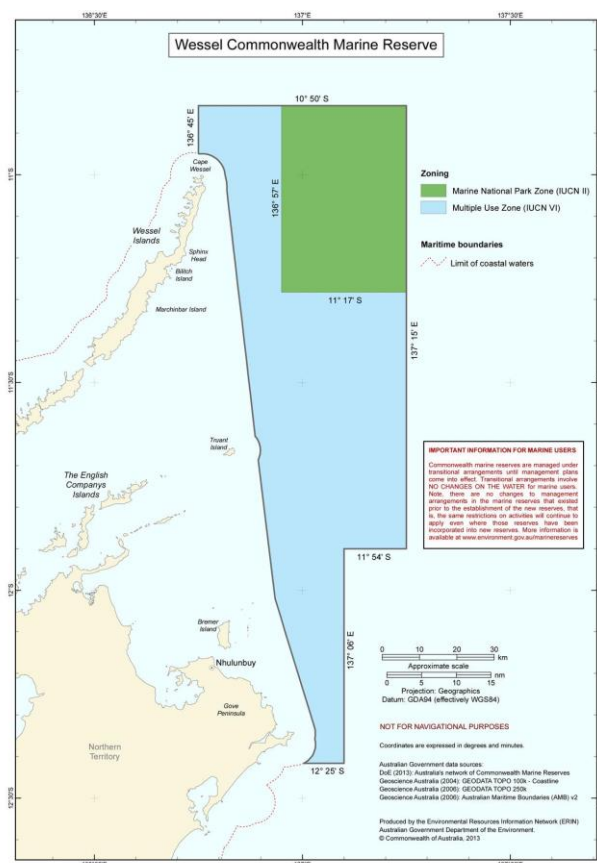 136°30'E
137°E
137°30'E
Wessel Commonwealth Marine Reserve
10° 50' S
136° 45' E
11°S
Cape
Wessel
136° 57' E
Zoning
Marine National Park Zone (IUCN II)
Multiple Use Zone (IUCN VI)
Wessel
Islands
Maritime boundaries
Limit of coastal waters
Sphinx
Head
Marchinbar Island
11° 17' S
137° 15' E
11°30'S
Truant
Island
IMPORTANT INFORMATION FOR MARINE USERS
Commonwealth marine reserves are managed under
transitional arrangements until management plans
come into effect. Transitional arrangements involve
NO CHANGES ON THE WATER for marine users.
Note, there are no changes to management
arrangements in the marine reserves that existed
prior to the establishment of the new reserves, that
is, the same restrictions on activities will continue to
apply even where those reserves have been
incorporated into new reserves. More information is
available at www.environment.gov.au/marinereserves
The English
Companys
Islands
11° 54' S
12°S
Bremer
Island
137° 06' E
Nhulunbuy
0 10 20 30
km
Approximate scale
nm
0 5 10 15
Projection: Geographics
Datum: GDA94 (effectively WGS84)
Gove
Peninsula
NOT FOR NAVIGATIONAL PURPOSES
Coordinates are expressed in degrees and minutes.
Northern
Territory
12° 25' S
Australian Government data sources:
DoE (2013): Australia's network of Commonwealth Marine Reserves
Geoscience Australia (2004): GEODATA TOPO 100k - Coastline
Geoscience Australia (2006): GEODATA TOPO 250k
Geoscience Australia (2006): Australian Maritime Boundaries (AMB) v2
12°30'S
Produced by the Environmental Resources Information Network (ERIN)
Australian Government Department of the Environment.
© Commonwealth of Australia, 2013